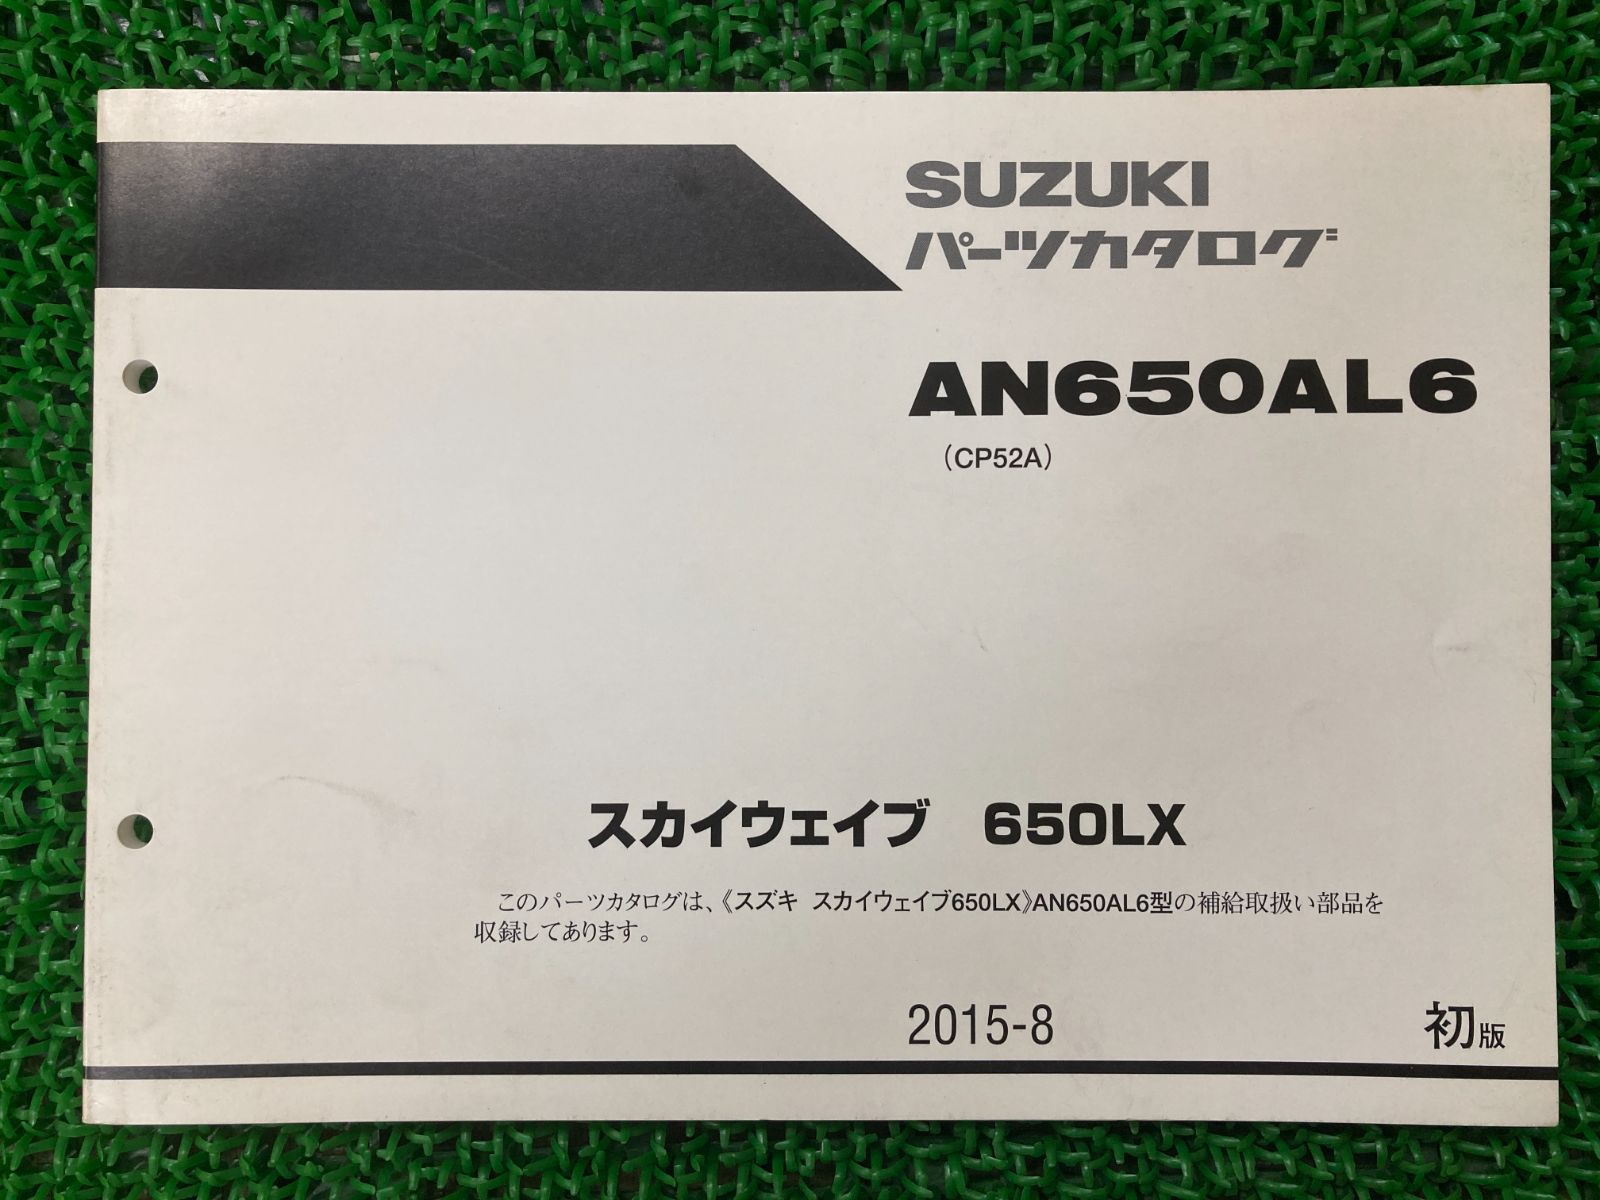 SUZUKI
パーツカタログ
AN650AL6
(CP52A)
スカイウェイブ 650LX
このパーツカタログは、《スズキ スカイウェイブ650LX》AN650AL6型の補給取扱い部品を
収録してあります。
2015-8
初版